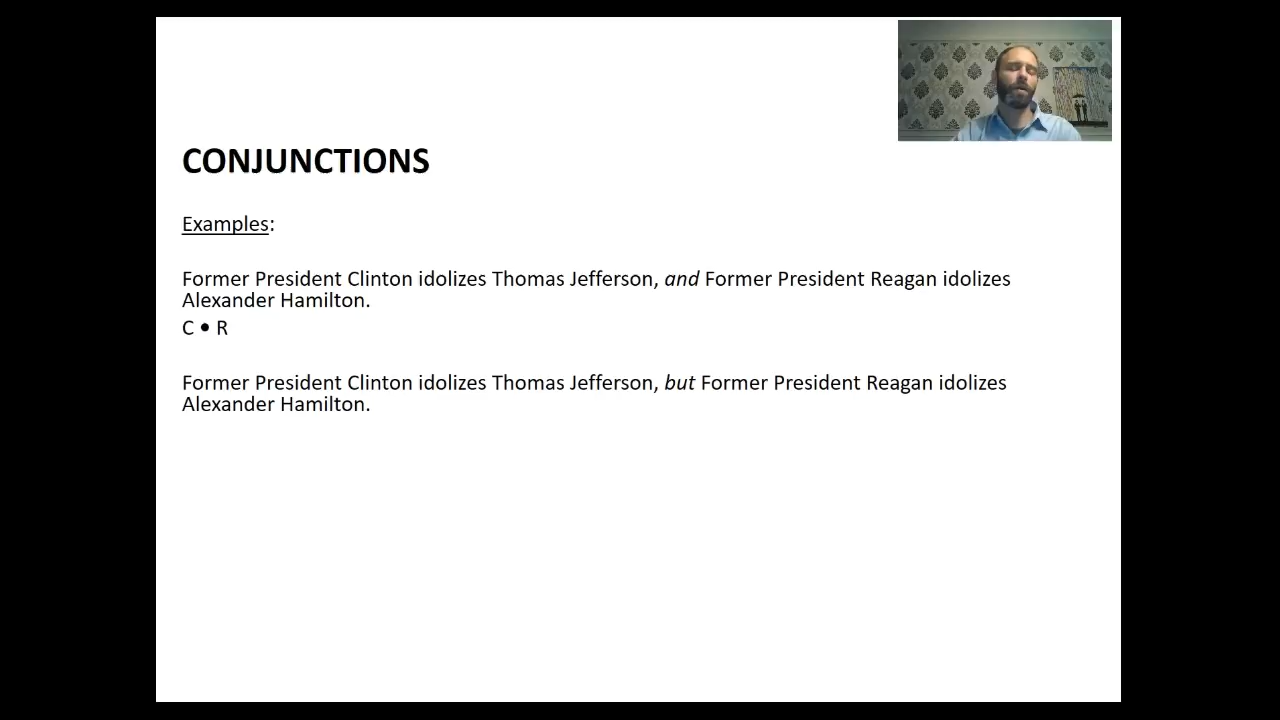 CONJUNCTIONS
Examples:
Former President Clinton idolizes Thomas Jefferson, and Former President Reagan idolizes
Alexander Hamilton.
C • R
Former President Clinton idolizes Thomas Jefferson, but Former President Reagan idolizes
Alexander Hamilton.